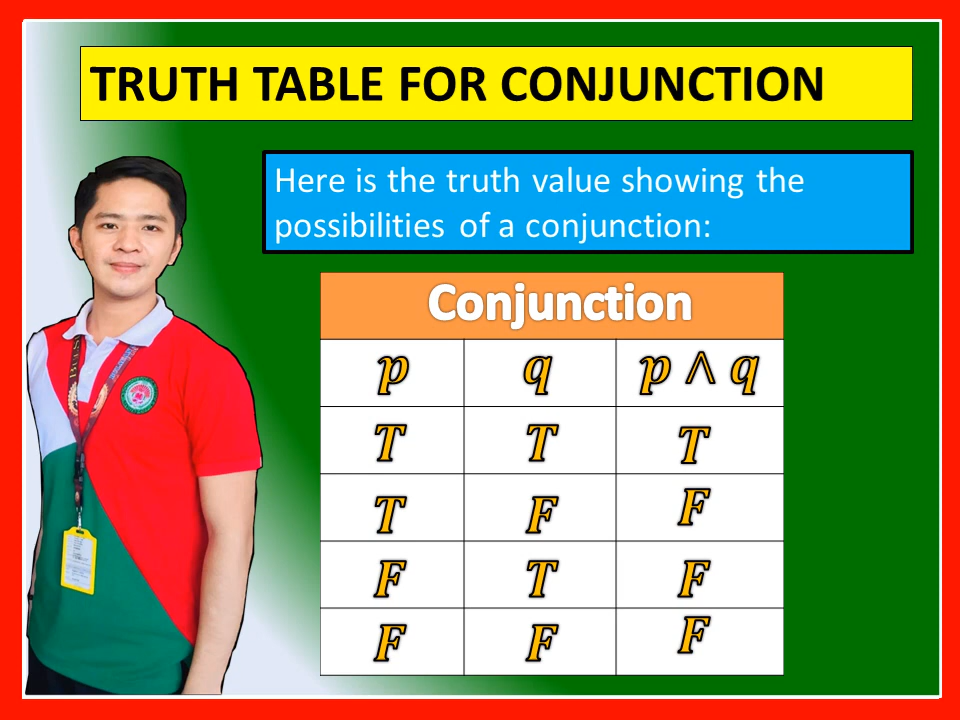 TRUTH TABLE FOR CONJUNCTION
Here is the truth value showing the
possibilities of a conjunction:
Conjunction
p q p ∧ q
T T T
T F F
F T F
F F F